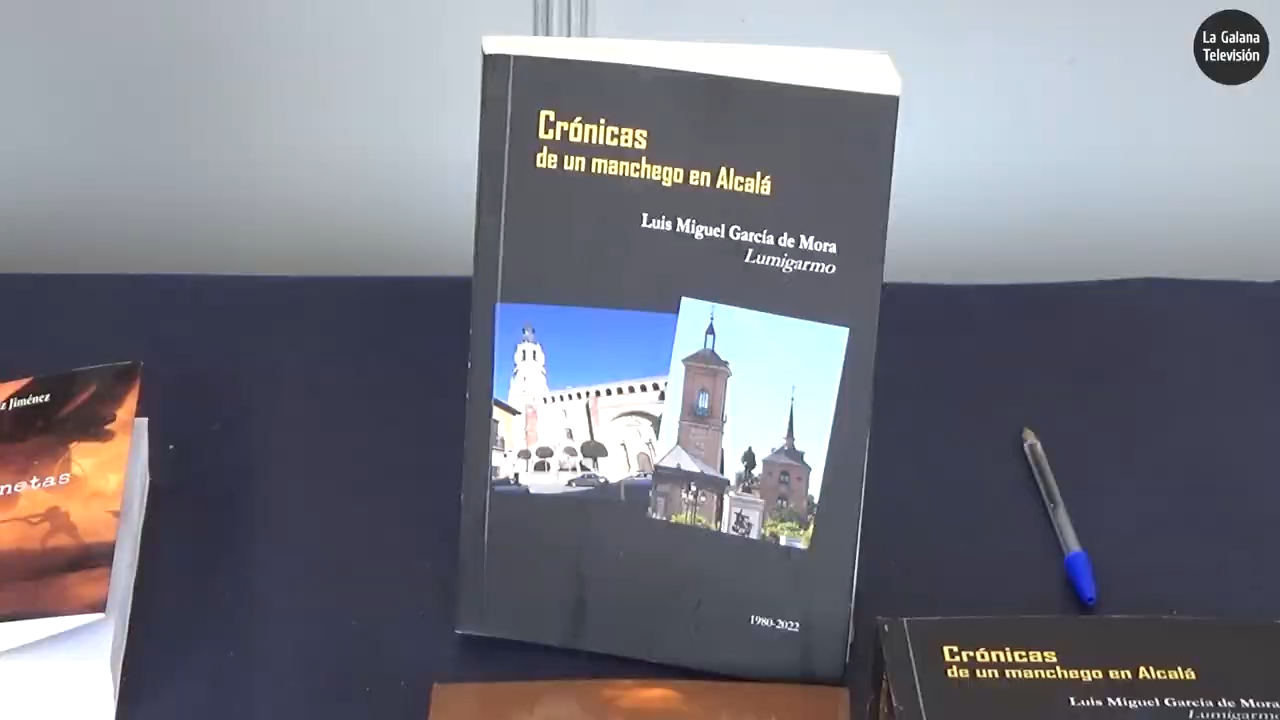 La Galana
Televisión
Crónicas
de un manchego en Alcalá
Luis Miguel García de Mora
Lumigarmo
1980-2022
Jiménez
Crónicas
de un manchego en Alcalá
Luis Miguel García de Mora
Lumigarmo